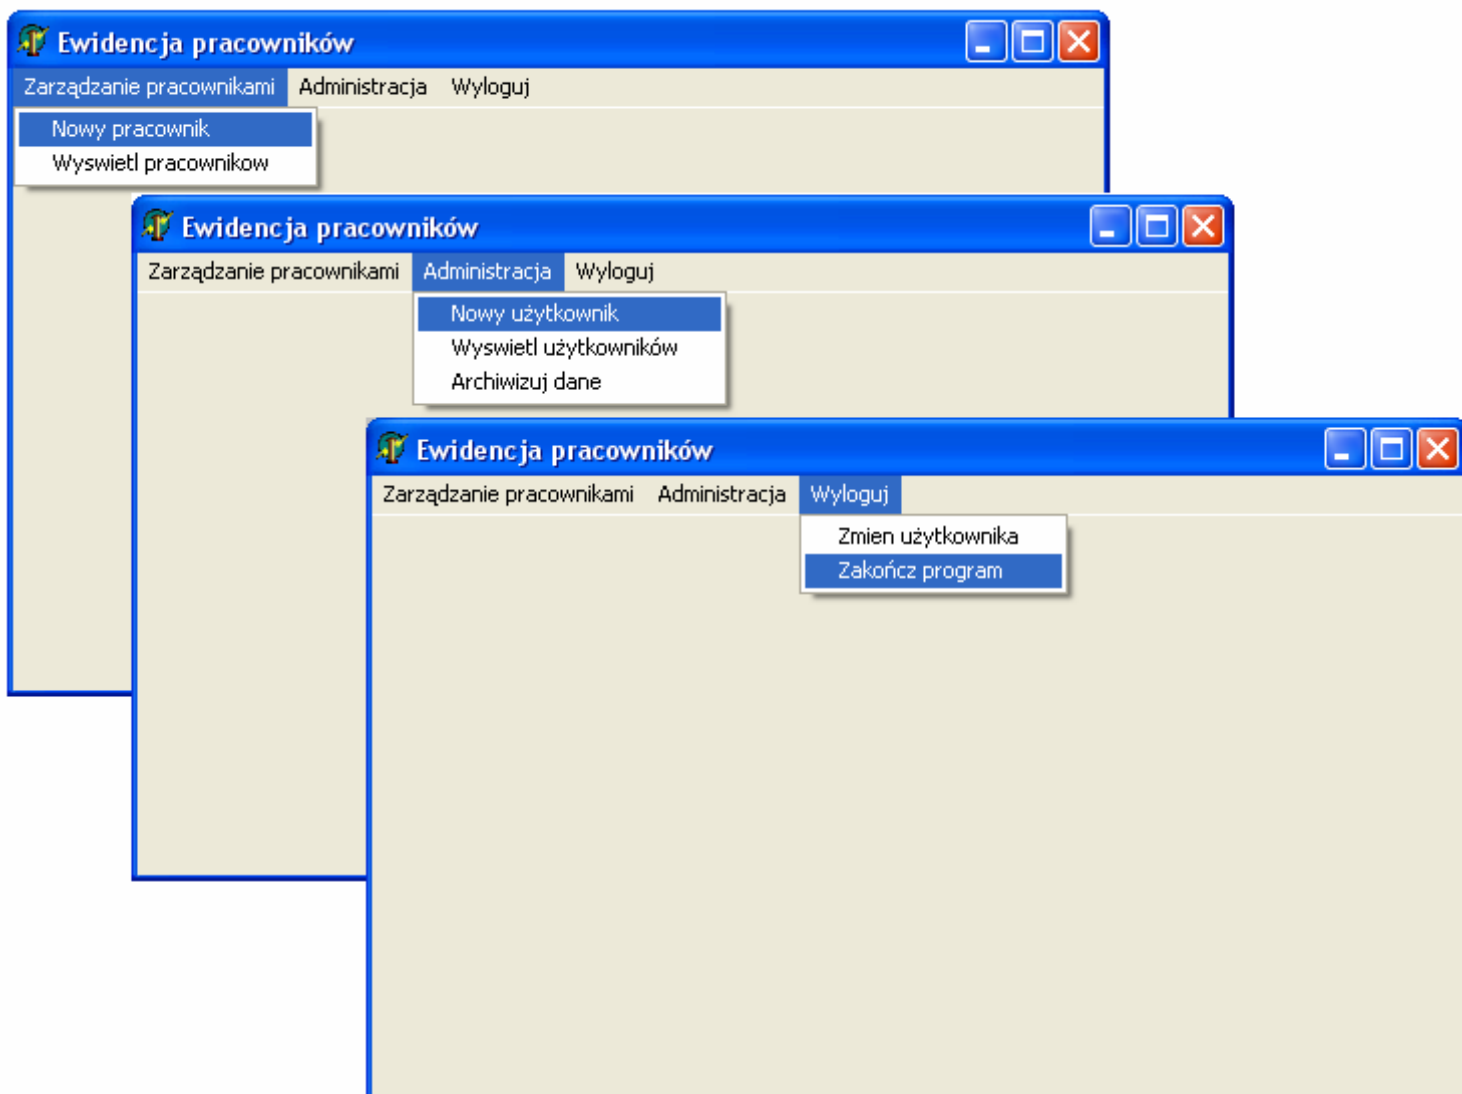 Ewidencja pracowników
Zarządzanie pracownikami Administracja Wyloguj
Nowy pracownik
Wyswietl pracownikow
Ewidencja pracowników
Zarządzanie pracownikami Administracja Wyloguj
Nowy użytkownik
Wyswietl użytkowników
Archiwizuj dane
Ewidencja pracowników
Zarządzanie pracownikami Administracja Wyloguj
Zmien użytkownika
Zakończ program